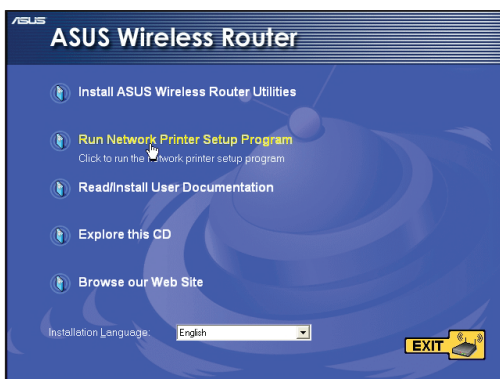 ASUS
ASUS Wireless Router
Install ASUS Wireless Router Utilities
Run Network Printer Setup Program
Click to run the network printer setup program
Read/Install User Documentation
Explore this CD
Browse our Web Site
Installation Language: English
EXIT